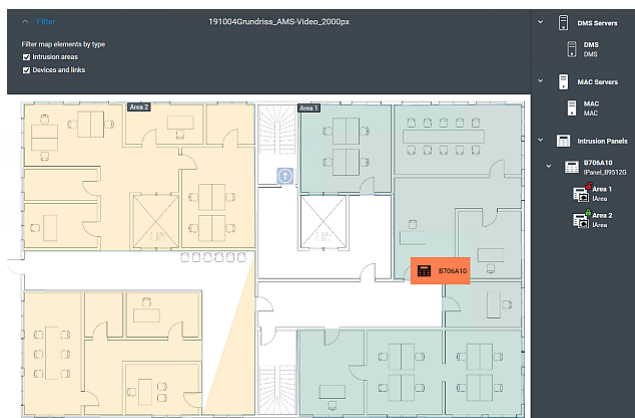 Filter
191004Grundriss_AMS-Video_2000px
Filter map elements by type
Intrusion areas
Devices and links
Area 2
Area 1
B706A10
DMS Servers
DMS
DMS
MAC Servers
MAC
MAC
Intrusion Panels
B706A10
IPanel_B9512G
Area 1
IArea
Area 2
IArea